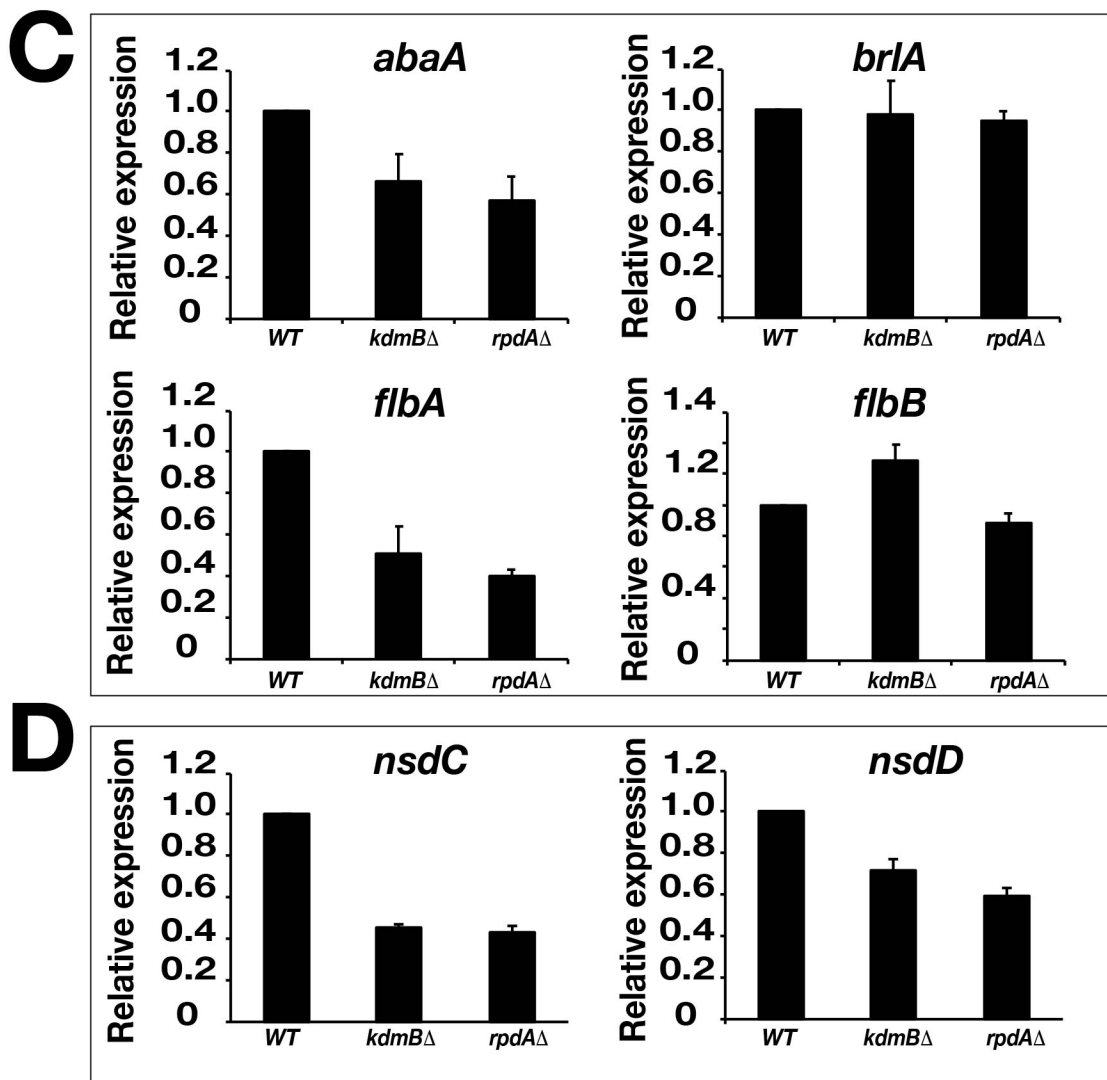 C
abaA
Relative expression
1.2
1.0
0.8
0.6
0.4
0.2
0
WT kdmBΔ rpdAΔ
brlA
Relative expression
1.2
1.0
0.8
0.6
0.4
0.2
0
WT kdmBΔ rpdAΔ
flbA
Relative expression
1.2
1.0
0.8
0.6
0.4
0.2
0
WT kdmBΔ rpdAΔ
flbB
Relative expression
1.4
1.2
0.8
0.4
0
WT kdmBΔ rpdAΔ
D
nsdC
Relative expression
1.2
1.0
0.8
0.6
0.4
0.2
0
WT kdmBΔ rpdAΔ
nsdD
Relative expression
1.2
1.0
0.8
0.6
0.4
0.2
0
WT kdmBΔ rpdAΔ